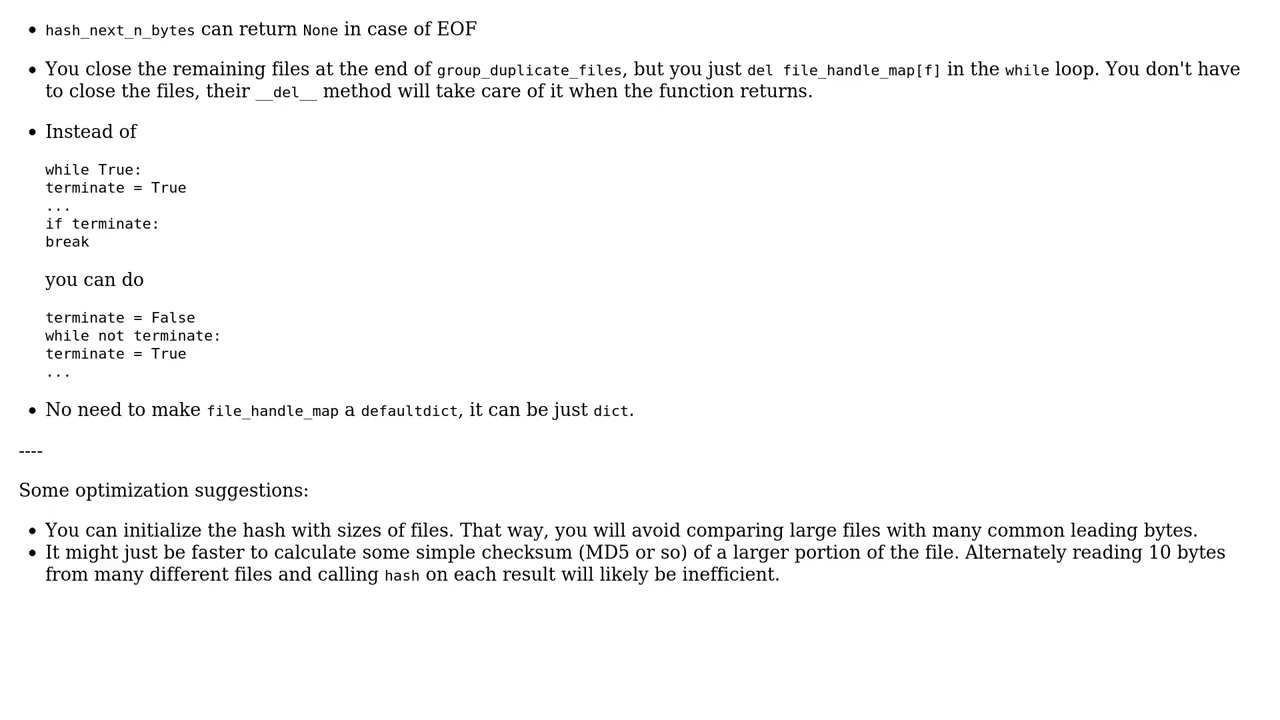 • hash_next_n_bytes can return None in case of EOF
• You close the remaining files at the end of group_duplicate_files, but you just del file_handle_map[f] in the while loop. You don't have
to close the files, their __del__ method will take care of it when the function returns.
• Instead of
while True:
terminate = True
...
if terminate:
break
you can do
terminate = False
while not terminate:
terminate = True
...
• No need to make file_handle_map a defaultdict, it can be just dict.
----
Some optimization suggestions:
• You can initialize the hash with sizes of files. That way, you will avoid comparing large files with many common leading bytes.
• It might just be faster to calculate some simple checksum (MD5 or so) of a larger portion of the file. Alternately reading 10 bytes
from many different files and calling hash on each result will likely be inefficient.